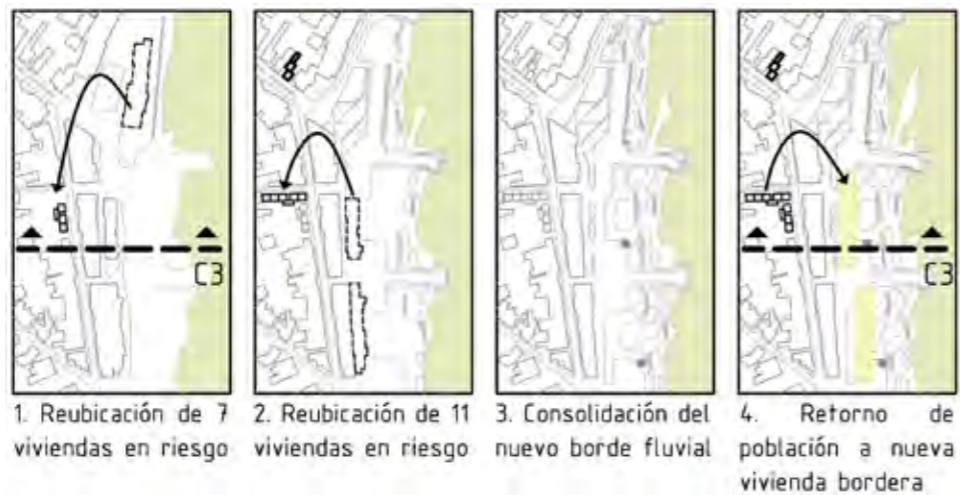 C3
C3
1. Reubicación de 7
viviendas en riesgo
2. Reubicación de 11
viviendas en riesgo
3. Consolidación del
nuevo borde fluvial
4. Retorno de
población a nueva
vivienda bordera